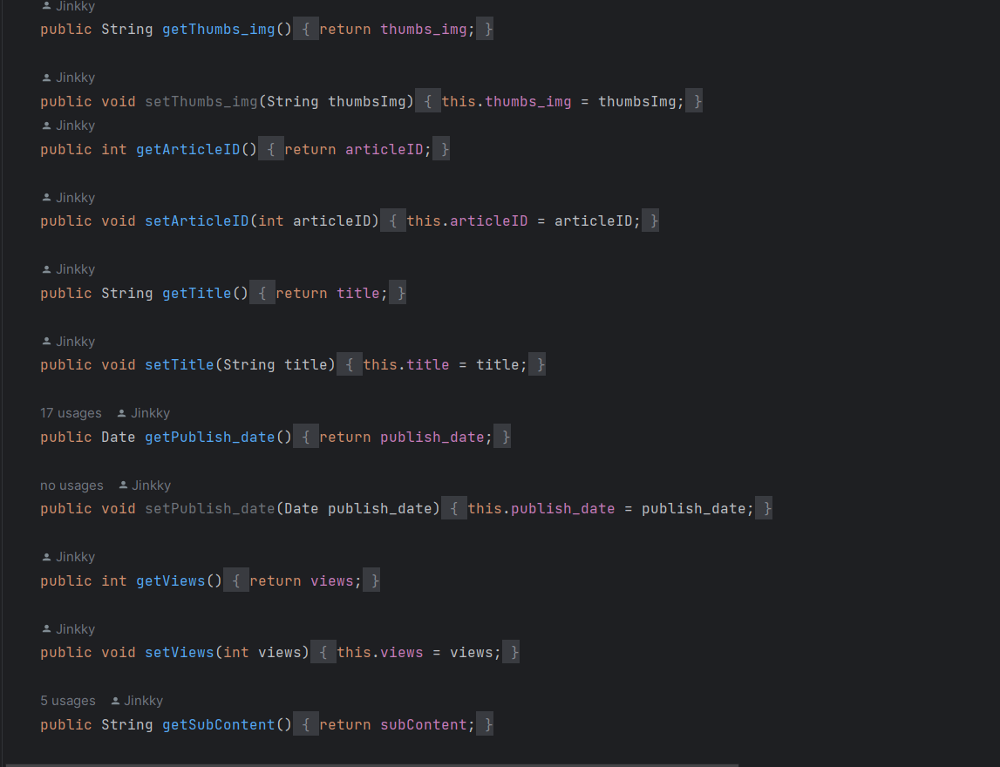 Jinkky
public String getThumbs_img() { return thumbs_img; }
Jinkky
public void setThumbs_img(String thumbsImg) { this.thumbs_img = thumbsImg; }
Jinkky
public int getArticleID() { return articleID; }
Jinkky
public void setArticleID(int articleID) { this.articleID = articleID; }
Jinkky
public String getTitle() { return title; }
Jinkky
public void setTitle(String title) { this.title = title; }
17 usages Jinkky
public Date getPublish_date() { return publish_date; }
no usages Jinkky
public void setPublish_date(Date publish_date) { this.publish_date = publish_date; }
Jinkky
public int getViews() { return views; }
Jinkky
public void setViews(int views) { this.views = views; }
5 usages Jinkky
public String getSubContent() { return subContent; }